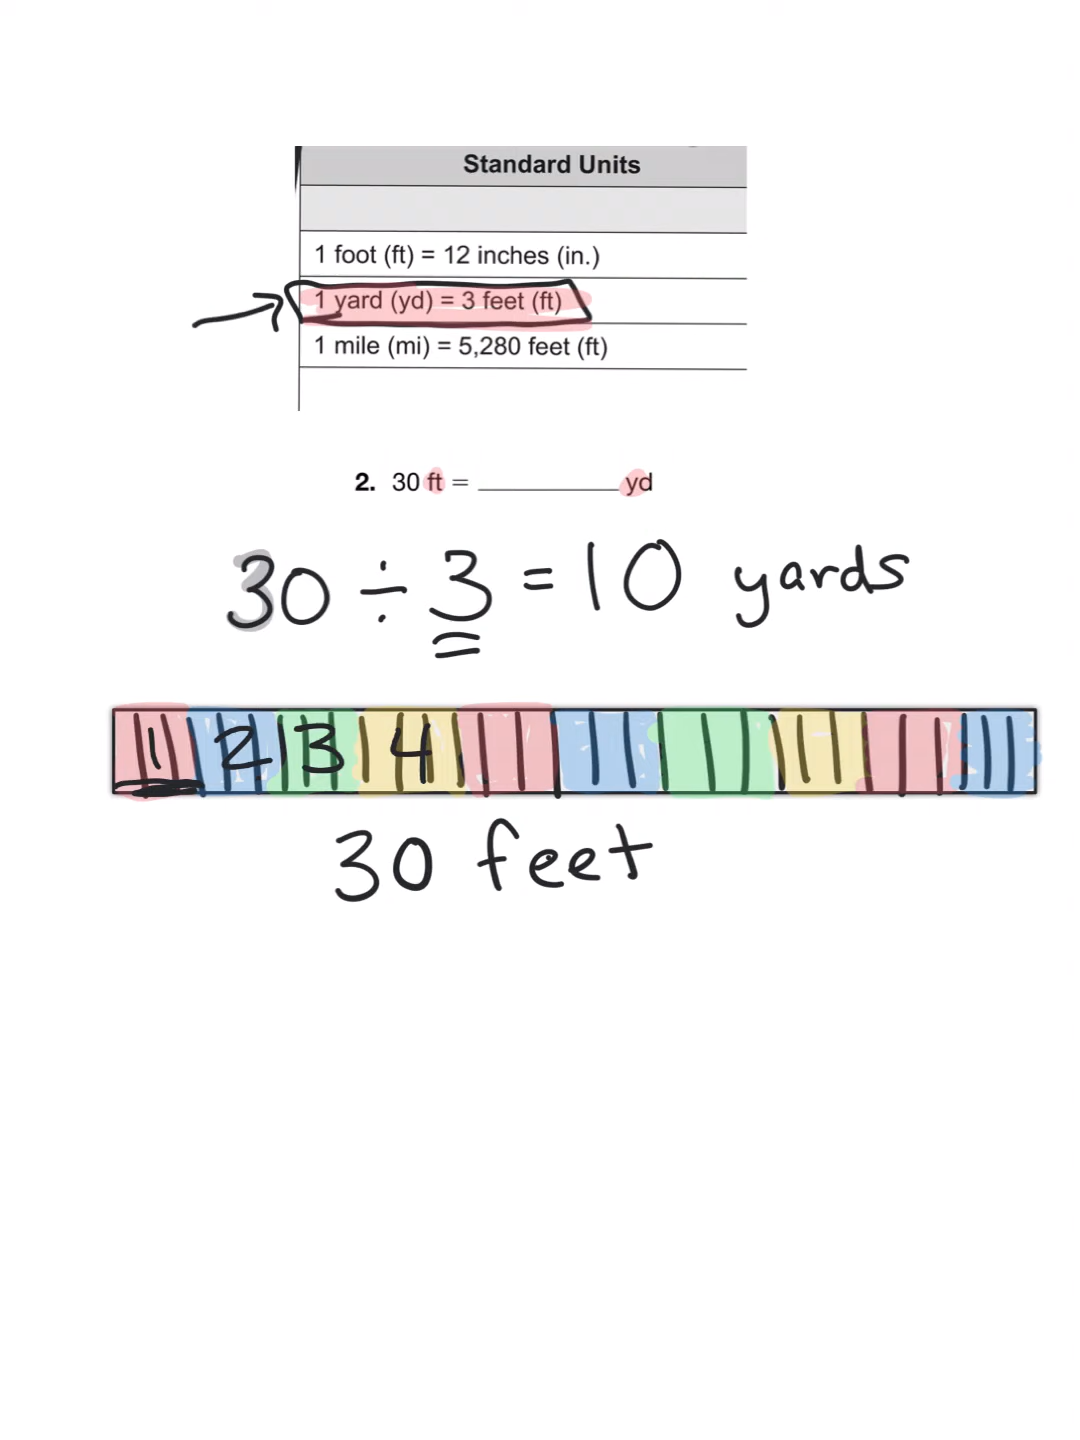 Standard Units
1 foot (ft) = 12 inches (in.)
1 yard (yd) = 3 feet (ft)
1 mile (mi) = 5,280 feet (ft)
2. 30 ft = ____________ yd
30 ÷ 3 = 10 yards
1 2 3 4
30 feet